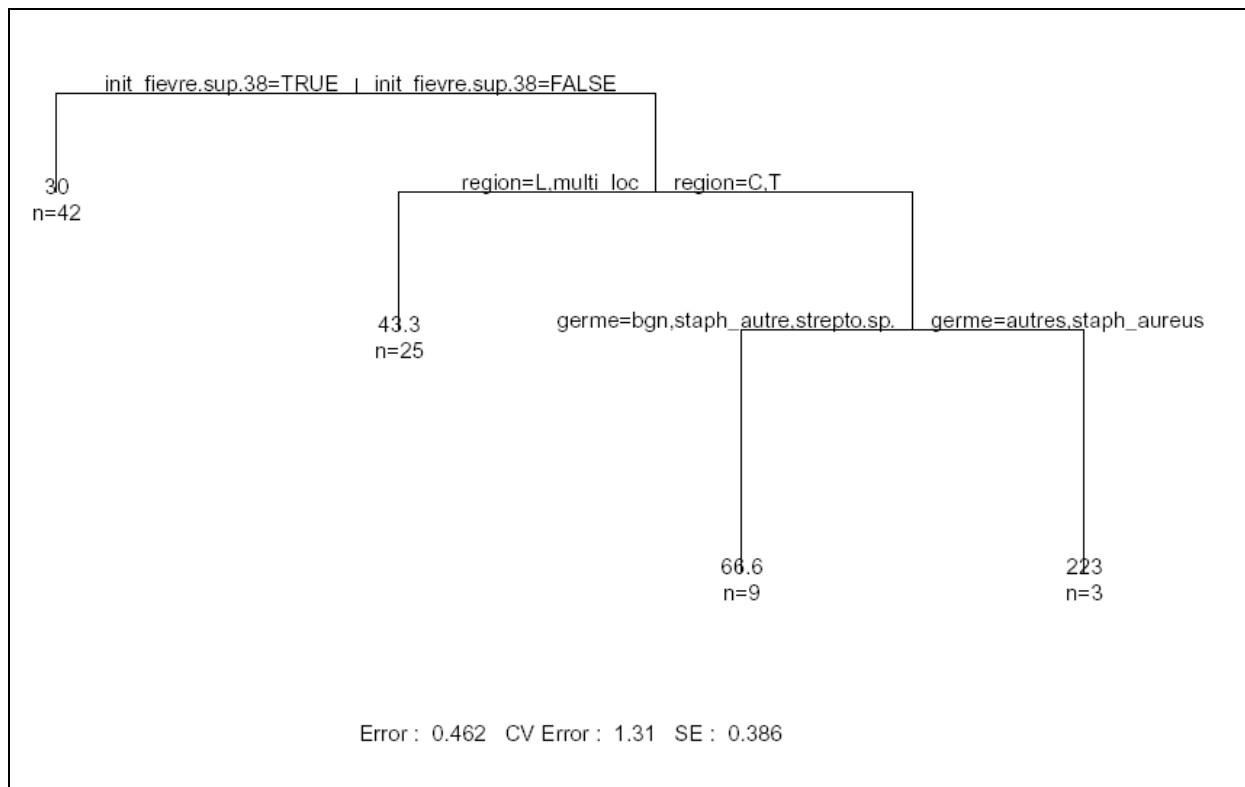 init_fievre.sup.38=TRUE init_fievre.sup.38=FALSE
30
n=42
region=L,multi_loc region=C,T
43.3
n=25
germe=bgn,staph_autre,strepto.sp. germe=autres,staph_aureus
66.6
n=9
223
n=3
Error : 0.462 CV Error : 1.31 SE : 0.386